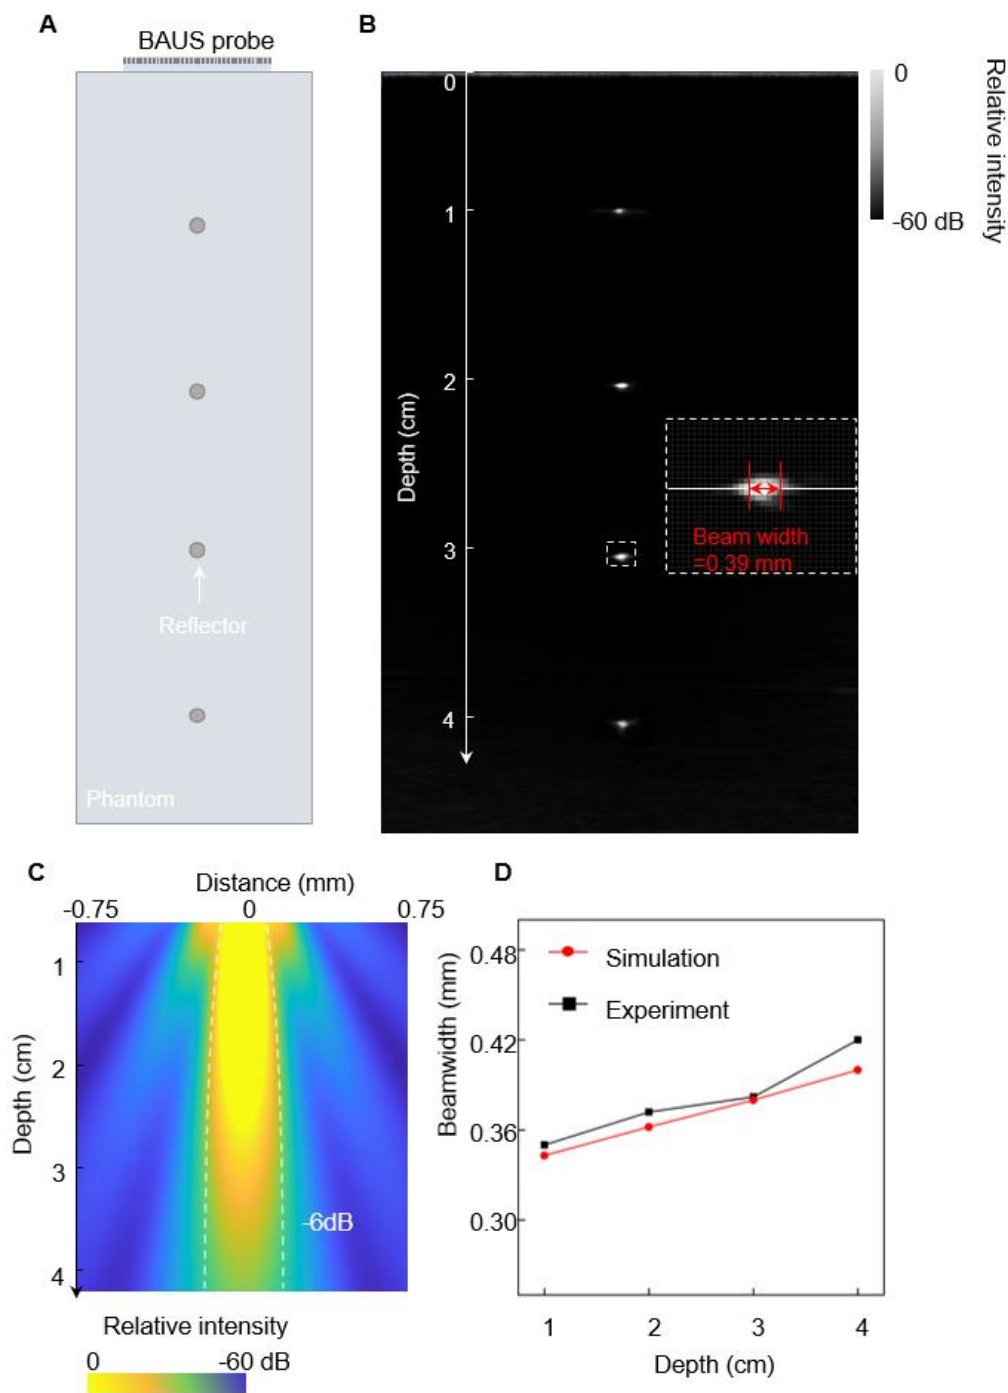 A
BAUS probe
Reflector
Phantom
B
0
1
2
3
4
Depth (cm)
Beam width
=0.39 mm
0
-60 dB
Relative intensity
C
Distance (mm)
-0.75 0 0.75
1
2
3
4
Depth (cm)
-6dB
Relative intensity
0 -60 dB
D
Simulation
Experiment
0.48
0.42
0.36
0.30
Beamwidth (mm)
1 2 3 4
Depth (cm)